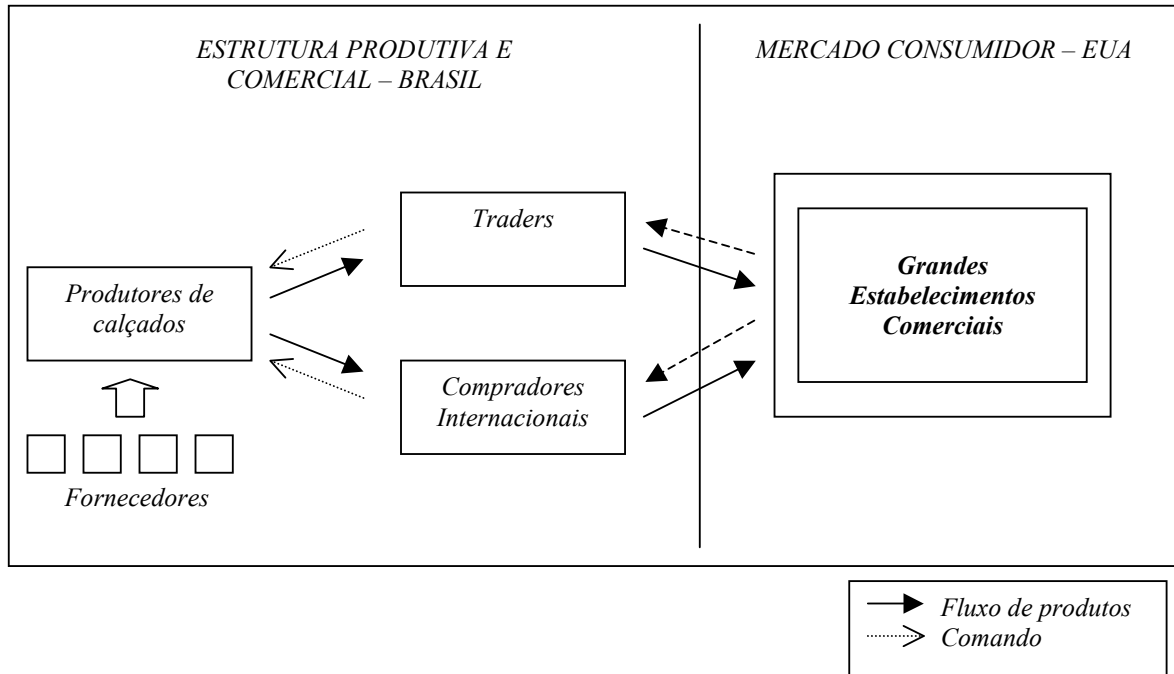 ESTRUTURA PRODUTIVA E
COMERCIAL – BRASIL
MERCADO CONSUMIDOR – EUA
Traders
Produtores de
calçados
Grandes
Estabelecimentos
Comerciais
Compradores
Internacionais
Fornecedores
Fluxo de produtos
Comando